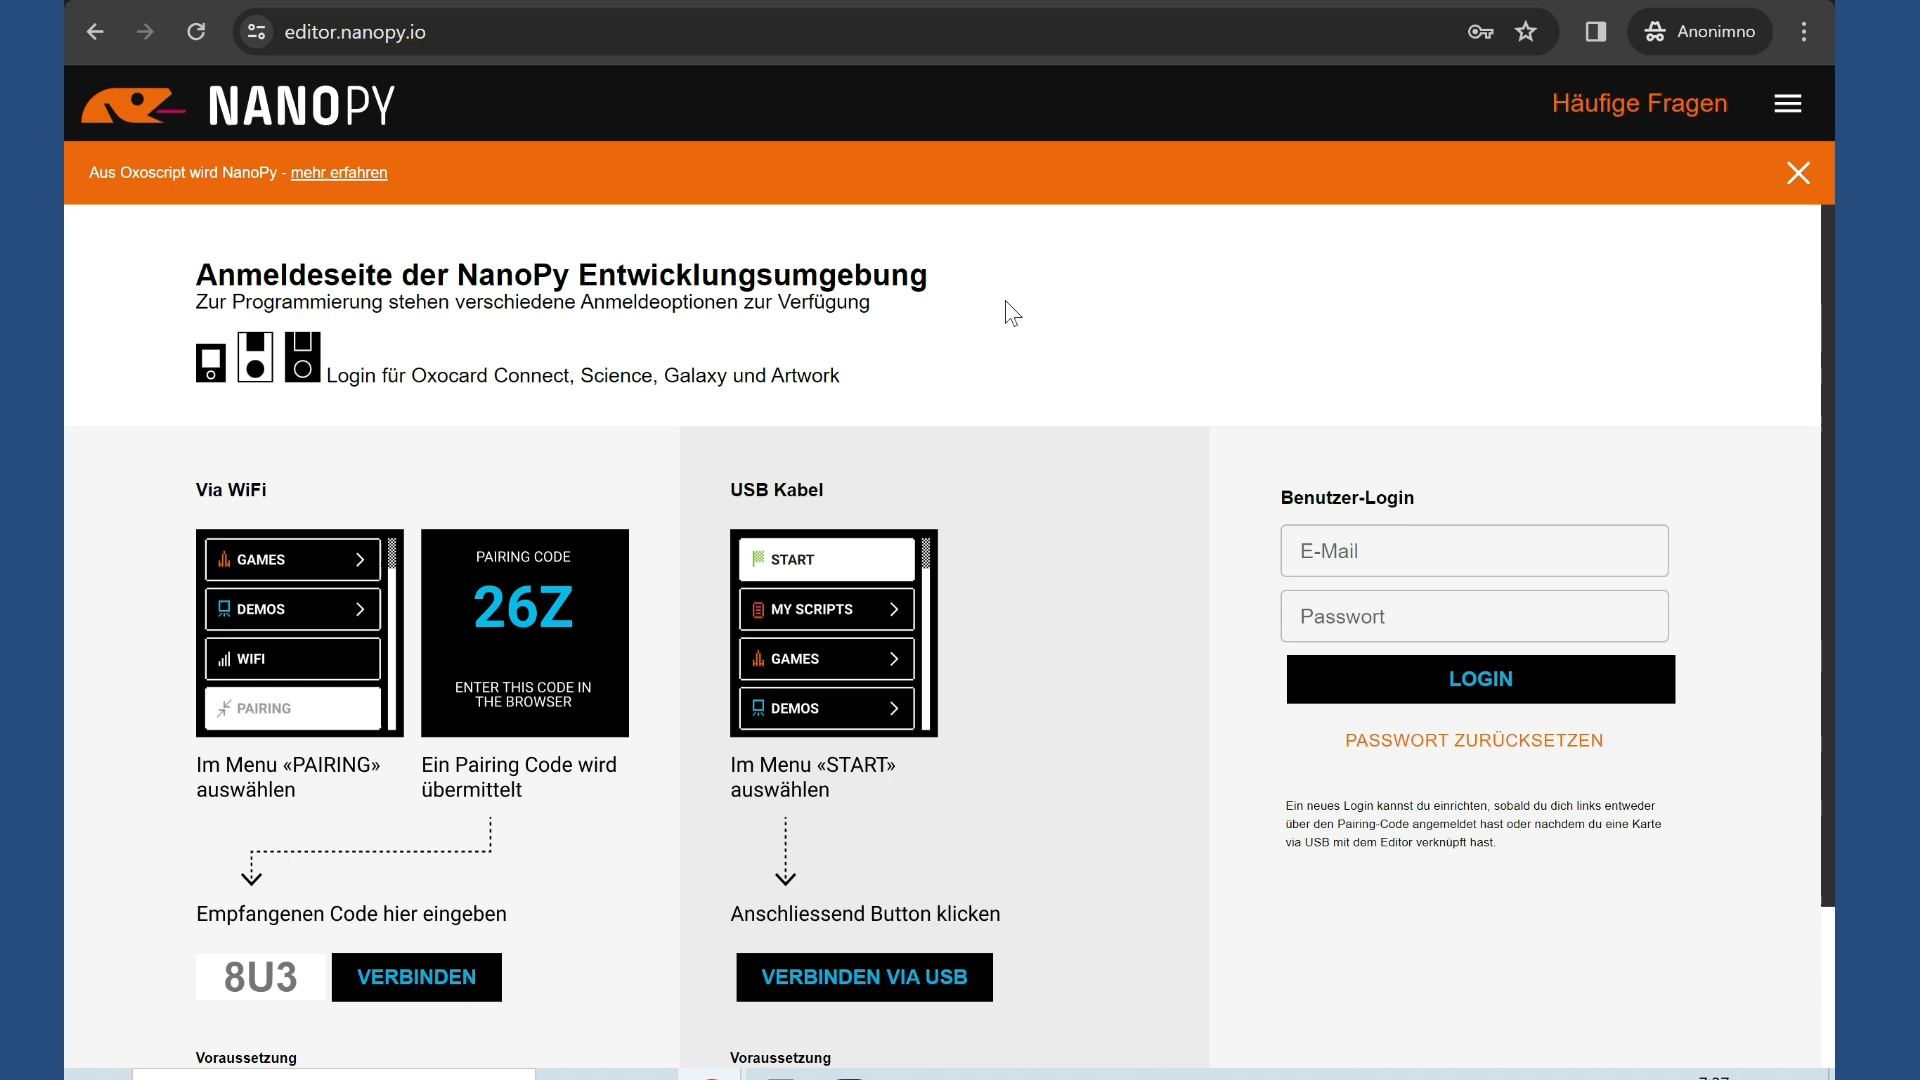 editor.nanopy.io
Anonimno
NANOPY
Häufige Fragen
Aus Oxoscript wird NanoPy - mehr erfahren
Anmeldeseite der NanoPy Entwicklungsumgebung
Zur Programmierung stehen verschiedene Anmeldeoptionen zur Verfügung
Login für Oxocard Connect, Science, Galaxy und Artwork
Via WiFi
GAMES
DEMOS
WIFI
PAIRING
PAIRING CODE
26Z
ENTER THIS CODE IN
THE BROWSER
Im Menu «PAIRING»
auswählen
Ein Pairing Code wird
übermittelt
Empfangenen Code hier eingeben
8U3
VERBINDEN
Voraussetzung
USB Kabel
START
MY SCRIPTS
GAMES
DEMOS
Im Menu «START»
auswählen
Anschliessend Button klicken
VERBINDEN VIA USB
Voraussetzung
Benutzer-Login
E-Mail
Passwort
LOGIN
PASSWORT ZURÜCKSETZEN
Ein neues Login kannst du einrichten, sobald du dich links entweder
über den Pairing-Code angemeldet hast oder nachdem du eine Karte
via USB mit dem Editor verknüpft hast.